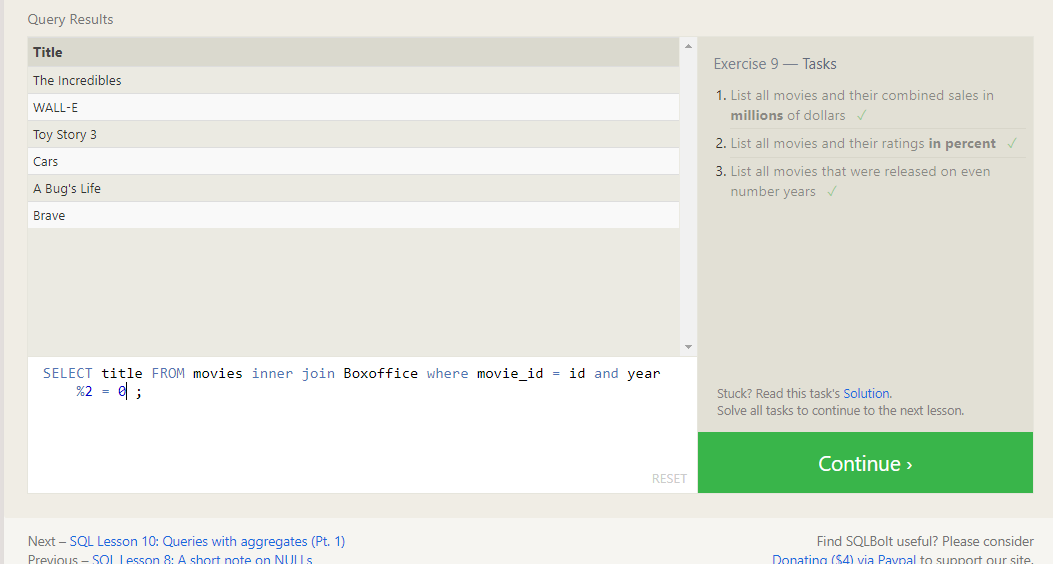 Query Results
Title
The Incredibles
WALL-E
Toy Story 3
Cars
A Bug's Life
Brave
SELECT title FROM movies inner join Boxoffice where movie_id = id and year
%2 = 0 ;
RESET
Exercise 9 — Tasks
1. List all movies and their combined sales in
millions of dollars ✓
2. List all movies and their ratings in percent ✓
3. List all movies that were released on even
number years ✓
Stuck? Read this task's Solution.
Solve all tasks to continue to the next lesson.
Continue ›
Next – SQL Lesson 10: Queries with aggregates (Pt. 1)
Previous – SQL Lesson 8: A short note on NULLs
Find SQLBolt useful? Please consider
Donating ($4) via Paypal to support our site.